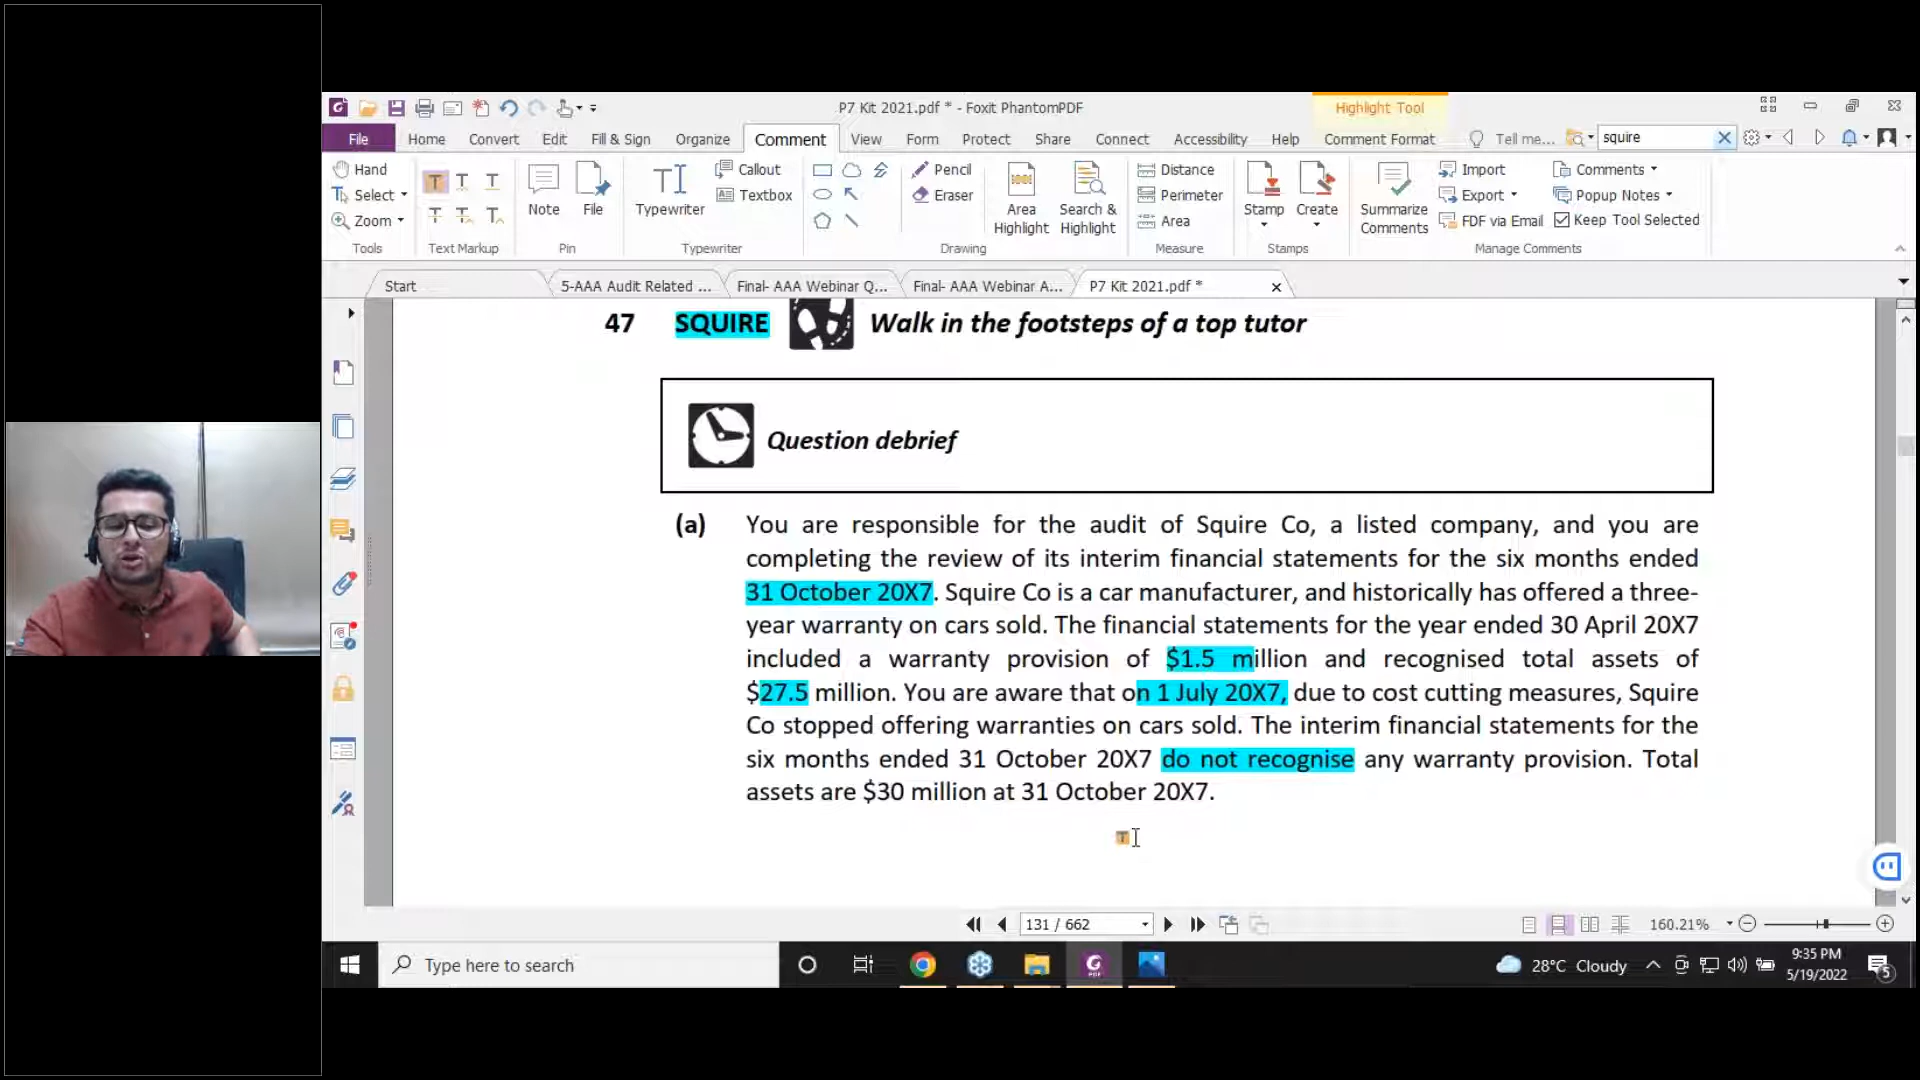 P7 Kit 2021.pdf * - Foxit PhantomPDF
Highlight Tool
File
Home
Convert
Edit
Fill & Sign
Organize
Comment
View
Form
Protect
Share
Connect
Accessibility
Help
Comment Format
Tell me...
squire
Hand
Select
Zoom
Tools
Text Markup
Note
File
Pin
Typewriter
Callout
Textbox
Typewriter
Pencil
Eraser
Area
Highlight
Search &
Highlight
Drawing
Distance
Perimeter
Area
Measure
Stamp
Create
Stamps
Summarize
Comments
Import
Export
FDF via Email
Comments
Popup Notes
Keep Tool Selected
Manage Comments
Start
5-AAA Audit Related ...
Final- AAA Webinar Q...
Final- AAA Webinar A...
P7 Kit 2021.pdf *
47 SQUIRE Walk in the footsteps of a top tutor
Question debrief
(a) You are responsible for the audit of Squire Co, a listed company, and you are
completing the review of its interim financial statements for the six months ended
31 October 20X7. Squire Co is a car manufacturer, and historically has offered a three-
year warranty on cars sold. The financial statements for the year ended 30 April 20X7
included a warranty provision of $1.5 million and recognised total assets of
$27.5 million. You are aware that on 1 July 20X7, due to cost cutting measures, Squire
Co stopped offering warranties on cars sold. The interim financial statements for the
six months ended 31 October 20X7 do not recognise any warranty provision. Total
assets are $30 million at 31 October 20X7.
131 / 662
160.21%
Type here to search
28°C Cloudy
9:35 PM
5/19/2022
5